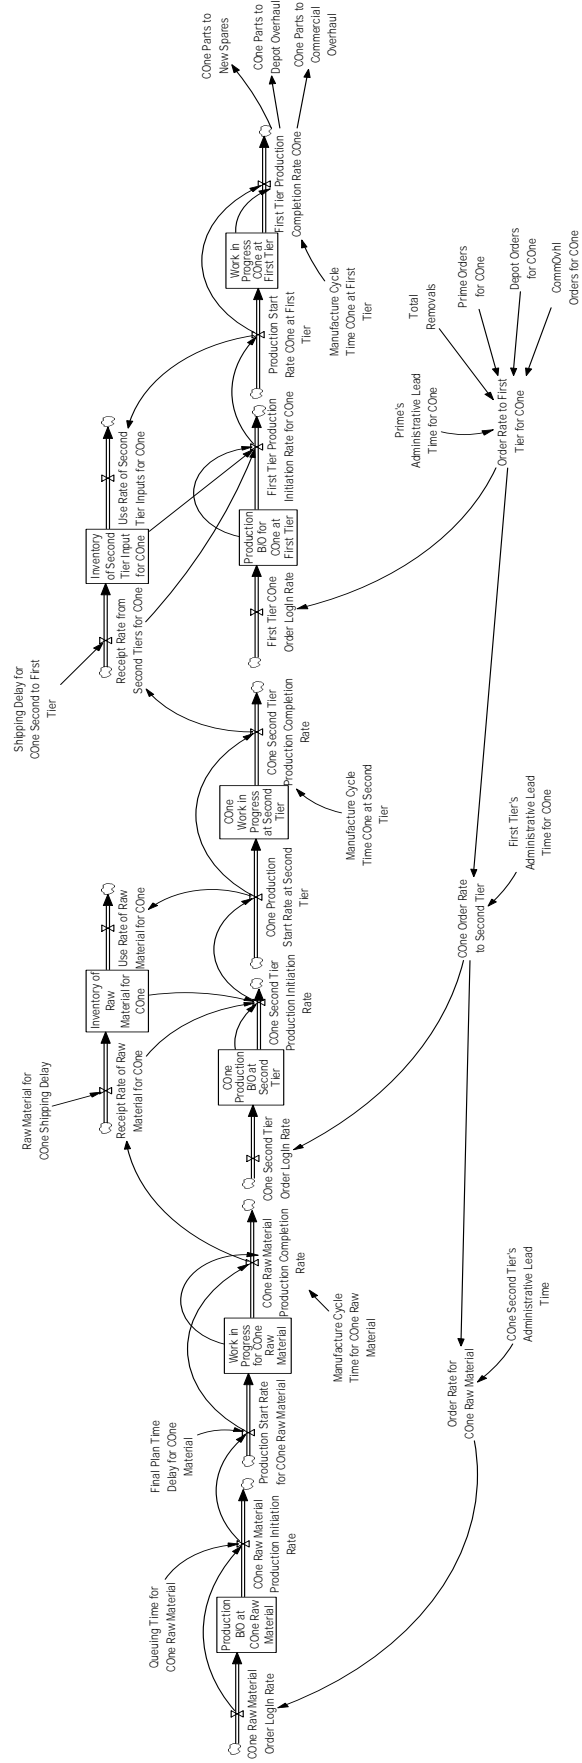 COne Parts to
New Spares
COne Parts to
Depot Overhaul
COne Parts to
Commercial
Overhaul
First Tier Production
Completion Rate COne
Work in
Progress
COne at
First Tier
Manufacture Cycle
Time COne at First
Tier
Production Start
Rate COne at First
Tier
Total
Removals
Prime Orders
for COne
Depot Orders
for COne
CommOvhl
Orders for COne
Prime's
Administrative Lead
Time for COne
Order Rate to First
Tier for COne
Use Rate of Second
Tier Inputs for COne
First Tier Production
Initiation Rate for COne
Inventory
of Second
Tier Input
for COne
Production
B/O for
COne at
First Tier
Receipt Rate from
Second Tiers for COne
First Tier COne
Order LogIn Rate
Shipping Delay for
COne Second to First
Tier
COne Second Tier
Production Completion
Rate
COne
Work in
Progress
at Second
Tier
Manufacture Cycle
Time COne at Second
Tier
First Tier's
Administrative Lead
Time for COne
COne Order Rate
to Second Tier
Use Rate of Raw
Material for COne
COne Production
Start Rate at Second
Tier
Inventory of
Raw
Material for
COne
COne Second Tier
Production Initiation
Rate
COne
Production
B/O at
Second
Tier
Raw Material for
COne Shipping Delay
Receipt Rate of Raw
Material for COne
COne Second Tier
Order LogIn Rate
COne Raw Material
Production Completion
Rate
Work in
Progress
for COne
Raw
Material
Manufacture Cycle
Time for COne Raw
Material
COne Second Tier's
Administrative Lead
Time
Order Rate for
COne Raw Material
Final Plan Time
Delay for COne
Material
Production Start Rate
for COne Raw Material
Queuing Time for
COne Raw Material
COne Raw Material
Production Initiation
Rate
Production
B/O at
COne Raw
Material
COne Raw Material
Order LogIn Rate